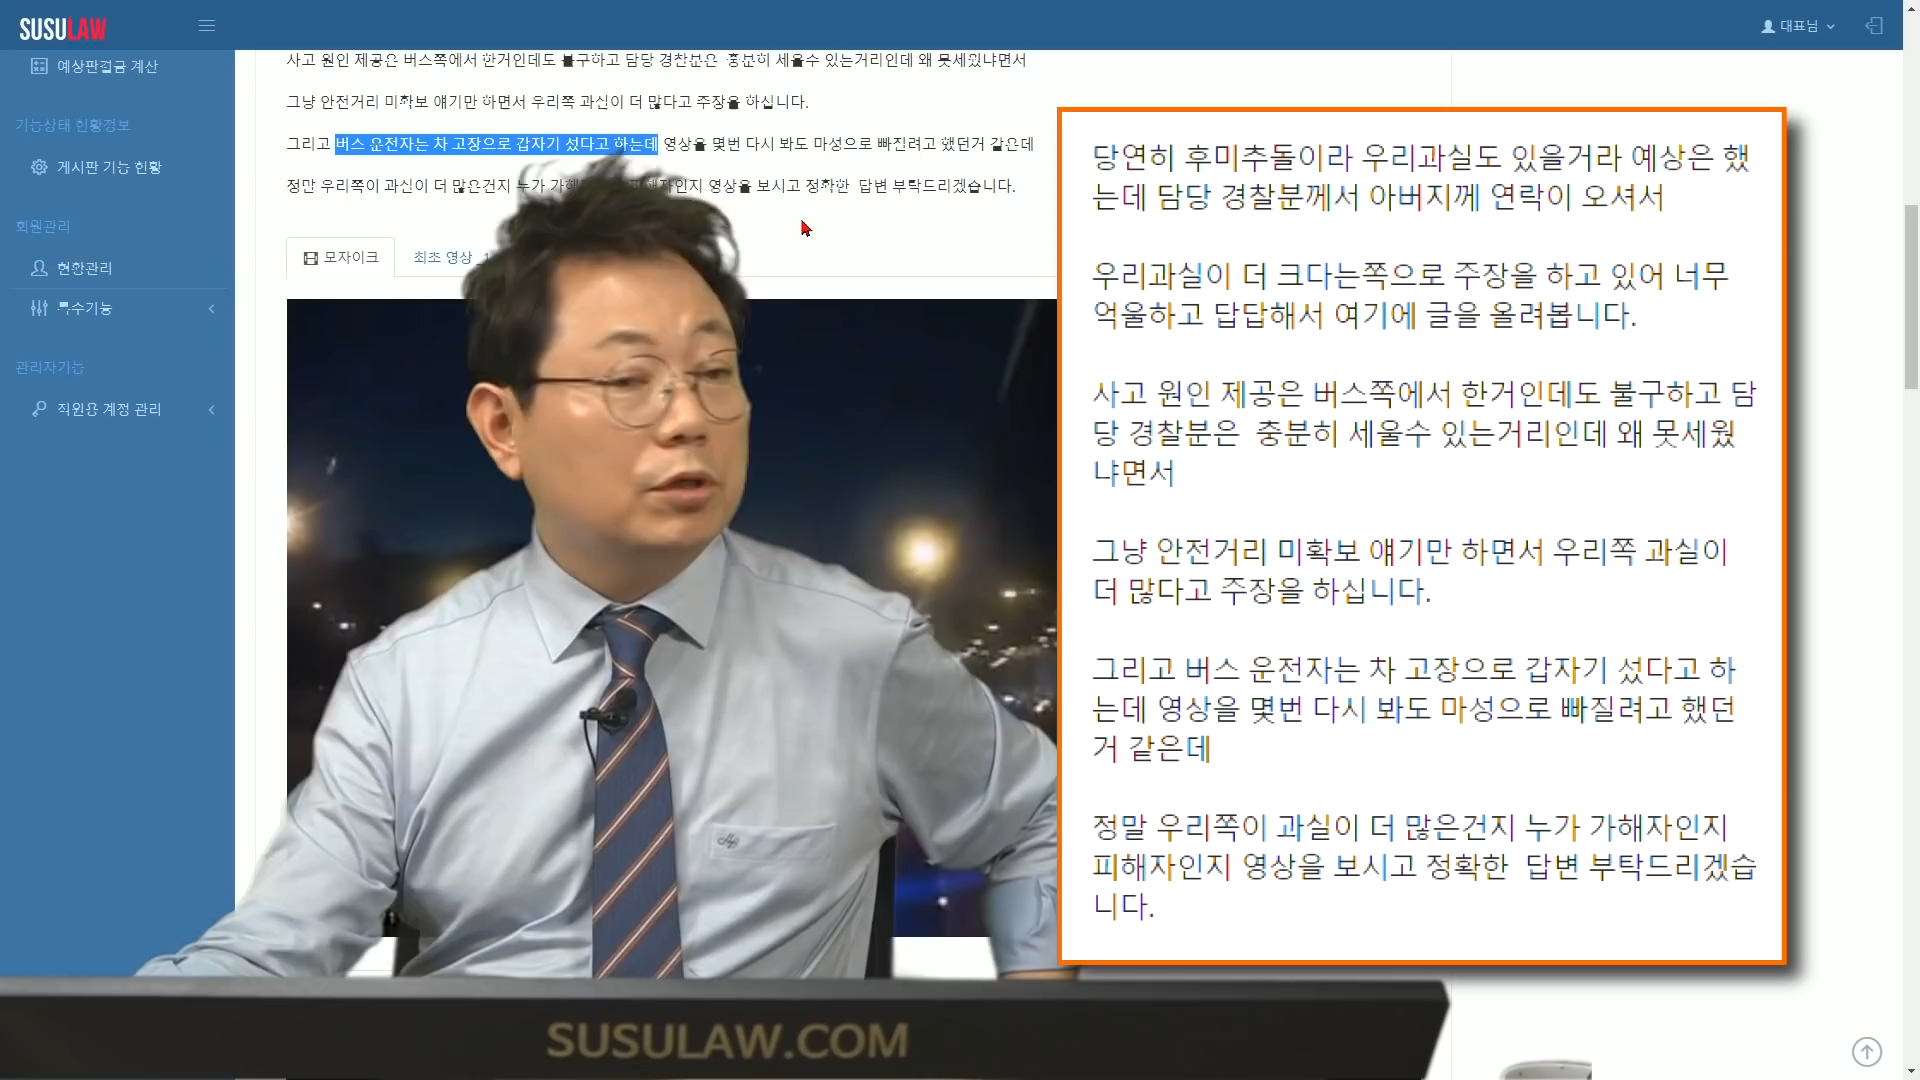 SUSULAW
대표님
예상판결금 계산
기능상태 현황정보
게시판 기능 현황
회원관리
현황관리
특수기능
관리자기능
직원용 계정 관리
사고 원인 제공은 버스쪽에서 한거인데도 불구하고 담당 경찰분은 충분히 세울수 있는거리인데 왜 못세웠냐면서
그냥 안전거리 미확보 얘기만 하면서 우리쪽 과실이 더 많다고 주장을 하십니다.
그리고 버스 운전자는 차 고장으로 갑자기 섰다고 하는데 영상을 몇번 다시 봐도 마성으로 빠질려고 했던거 같은데
정말 우리쪽이 과실이 더 많은건지 누가 가해 자인지 영상을 보시고 정확한 답변 부탁드리겠습니다.
모자이크 최초 영상
당연히 후미추돌이라 우리과실도 있을거라 예상은 했
는데 담당 경찰분께서 아버지께 연락이 오셔서
우리과실이 더 크다는쪽으로 주장을 하고 있어 너무
억울하고 답답해서 여기에 글을 올려봅니다.
사고 원인 제공은 버스쪽에서 한거인데도 불구하고 담
당 경찰분은 충분히 세울수 있는거리인데 왜 못세웠
냐면서
그냥 안전거리 미확보 얘기만 하면서 우리쪽 과실이
더 많다고 주장을 하십니다.
그리고 버스 운전자는 차 고장으로 갑자기 섰다고 하
는데 영상을 몇번 다시 봐도 마성으로 빠질려고 했던
거 같은데
정말 우리쪽이 과실이 더 많은건지 누가 가해자인지
피해자인지 영상을 보시고 정확한 답변 부탁드리겠습
니다.
SUSULAW.COM